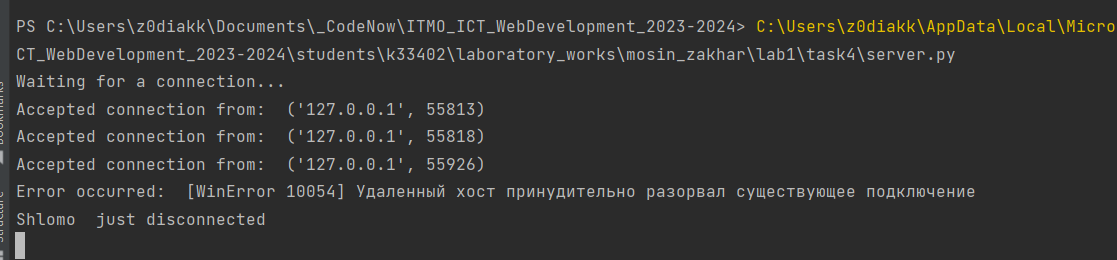 PS C:\Users\z0diakk\Documents\_CodeNow\ITMO_ICT_WebDevelopment_2023-2024> C:\Users\z0diakk\AppData\Local\Micro
CT_WebDevelopment_2023-2024\students\k33402\laboratory_works\mosin_zakhar\lab1\task4\server.py
Waiting for a connection...
Accepted connection from:  ('127.0.0.1', 55813)
Accepted connection from:  ('127.0.0.1', 55818)
Accepted connection from:  ('127.0.0.1', 55926)
Error occurred:  [WinError 10054] Удаленный хост принудительно разорвал существующее подключение
Shlomo  just disconnected